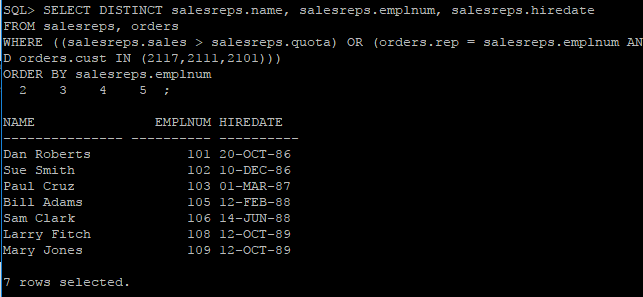 SQL> SELECT DISTINCT salesreps.name, salesreps.emplnum, salesreps.hiredate
FROM salesreps, orders
WHERE ((salesreps.sales > salesreps.quota) OR (orders.rep = salesreps.emplnum AN
D orders.cust IN (2117,2111,2101)))
ORDER BY salesreps.emplnum
  2    3    4    5  ;

NAME               EMPLNUM HIREDATE
--------------- ---------- ----------
Dan Roberts            101 20-OCT-86
Sue Smith              102 10-DEC-86
Paul Cruz              103 01-MAR-87
Bill Adams             105 12-FEB-88
Sam Clark              106 14-JUN-88
Larry Fitch            108 12-OCT-89
Mary Jones             109 12-OCT-89

7 rows selected.